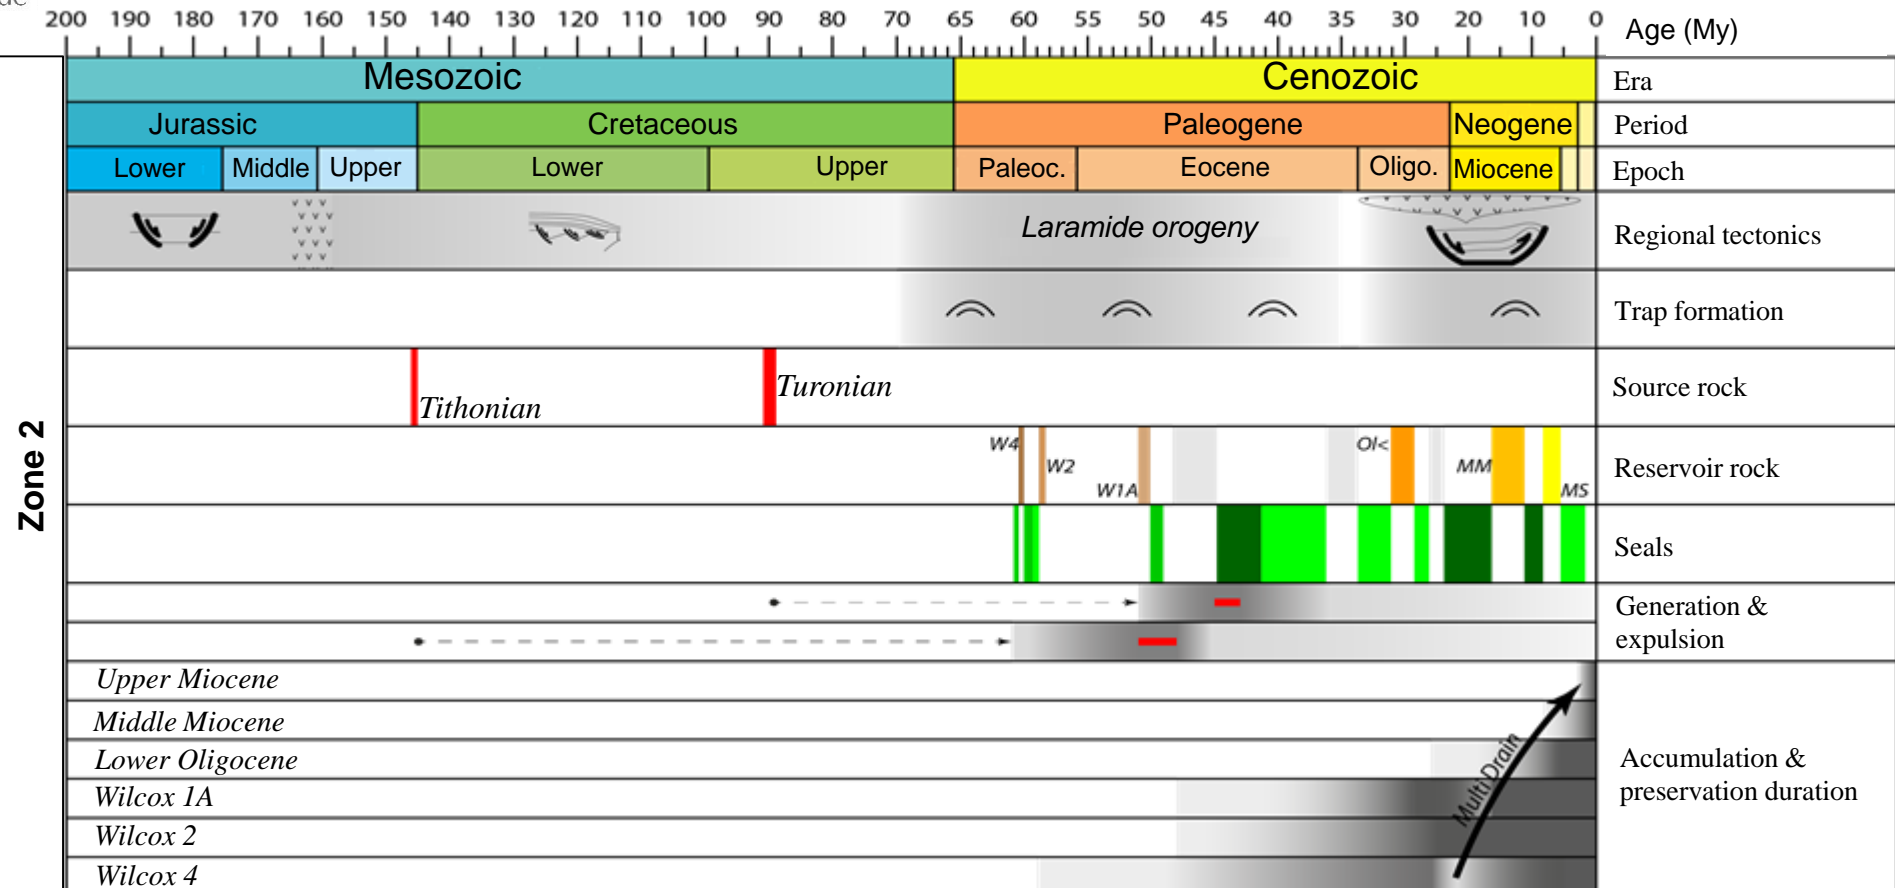 200 190 180 170 160 150 140 130 120 110 100 90 80 70 65 60 55 50 45 40 35 30 20 10 0 Age (My)
Mesozoic Cenozoic Era
Jurassic Cretaceous Paleogene Neogene Period
Lower Middle Upper Lower Upper Paleoc. Eocene Oligo. Miocene Epoch
Laramide orogeny Regional tectonics
Trap formation
Tithonian Turonian Source rock
W4 W2 W1A Ol< MM MS Reservoir rock
Zone 2
Seals
Generation &
expulsion
Upper Miocene
Middle Miocene
Lower Oligocene
Wilcox 1A
Wilcox 2
Wilcox 4
Multi Drain
Accumulation &
preservation duration